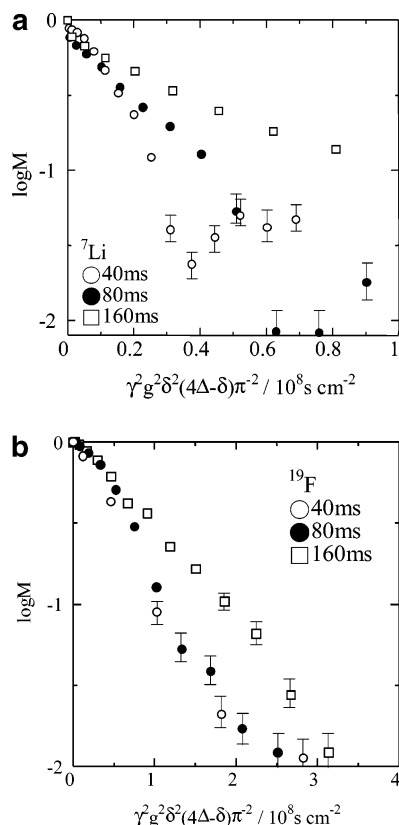 a
0
logM
-1
-2
⁷Li
○ 40ms
● 80ms
□ 160ms
0 0.2 0.4 0.6 0.8 1
γ²g²δ²(4Δ-δ)π⁻² / 10⁸s cm⁻²
b
0
logM
-1
-2
¹⁹F
○ 40ms
● 80ms
□ 160ms
0 1 2 3 4
γ²g²δ²(4Δ-δ)π⁻² / 10⁸s cm⁻²